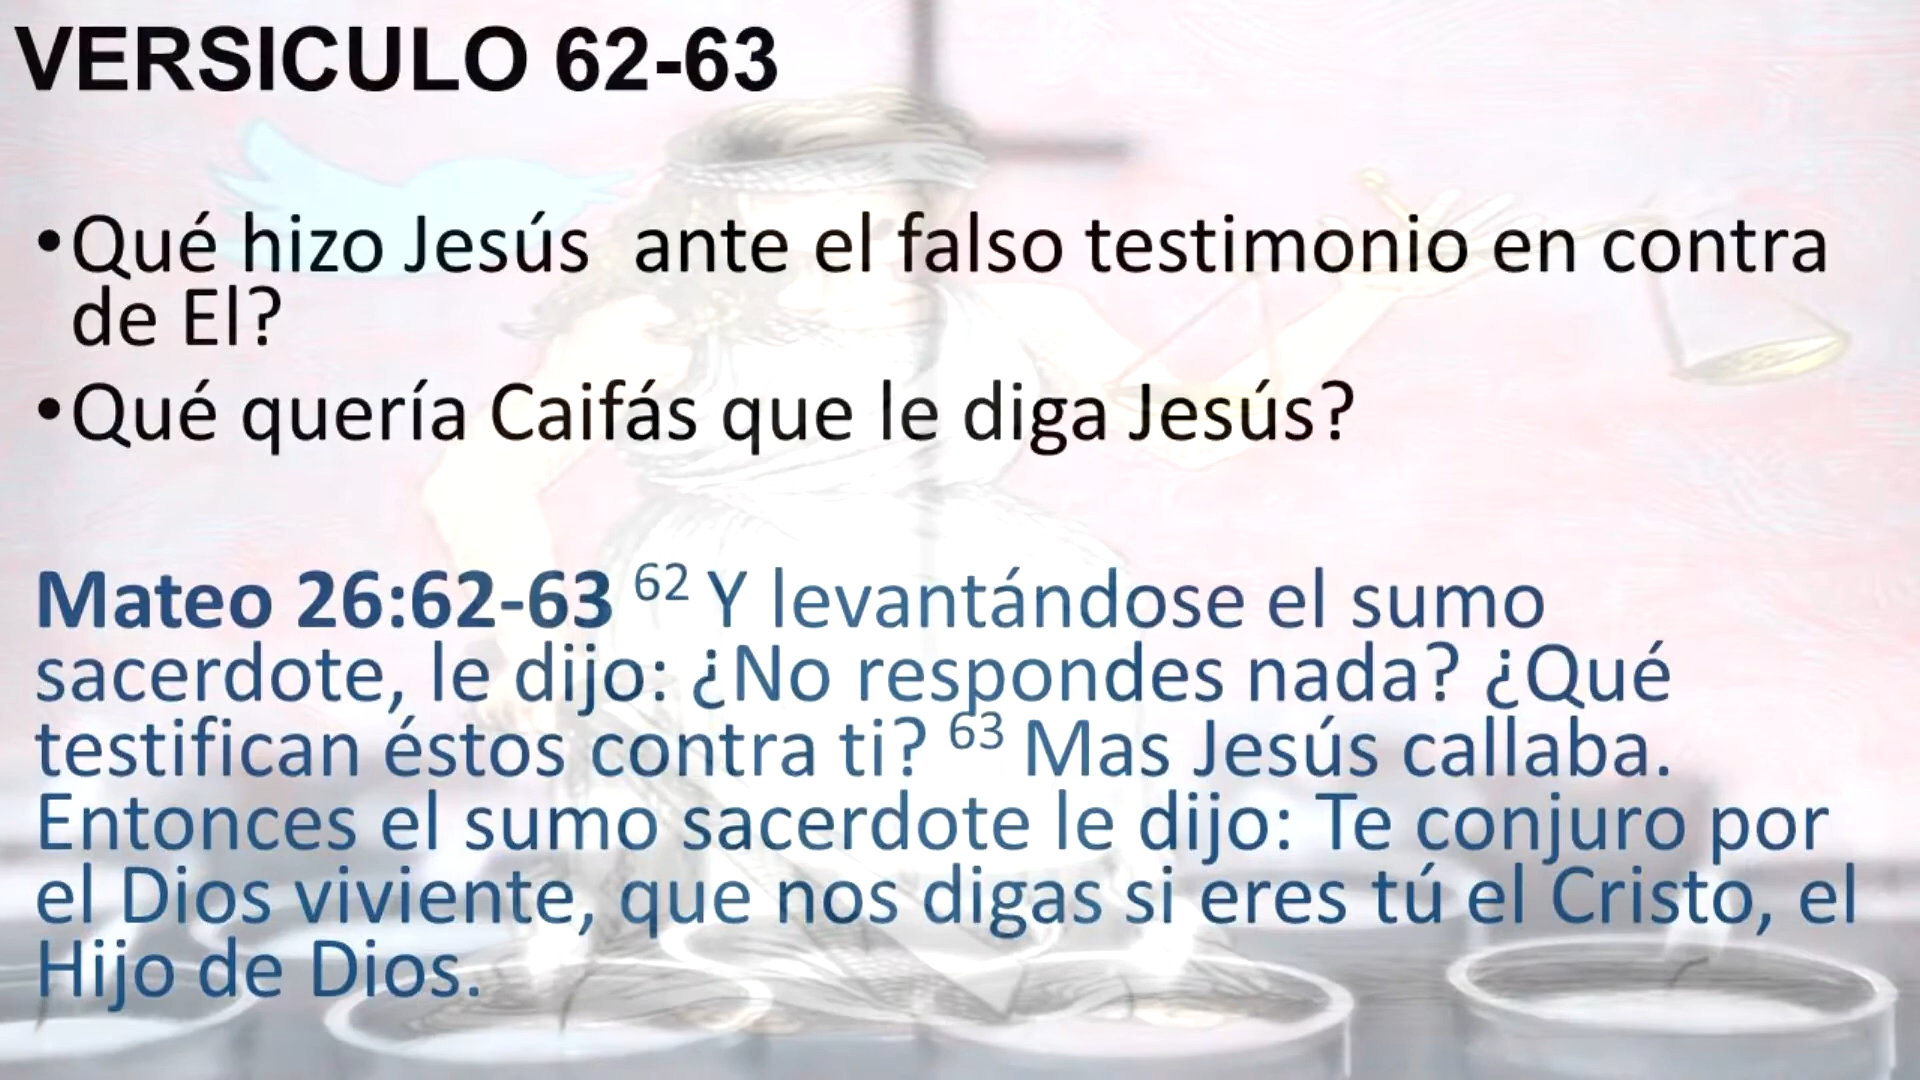 VERSICULO 62-63
•Qué hizo Jesús  ante el falso testimonio en contra
de El?
•Qué quería Caifás que le diga Jesús?
Mateo 26:62-63 62 Y levantándose el sumo
sacerdote, le dijo: ¿No respondes nada? ¿Qué
testifican éstos contra ti? 63 Mas Jesús callaba.
Entonces el sumo sacerdote le dijo: Te conjuro por
el Dios viviente, que nos digas si eres tú el Cristo, el
Hijo de Dios.